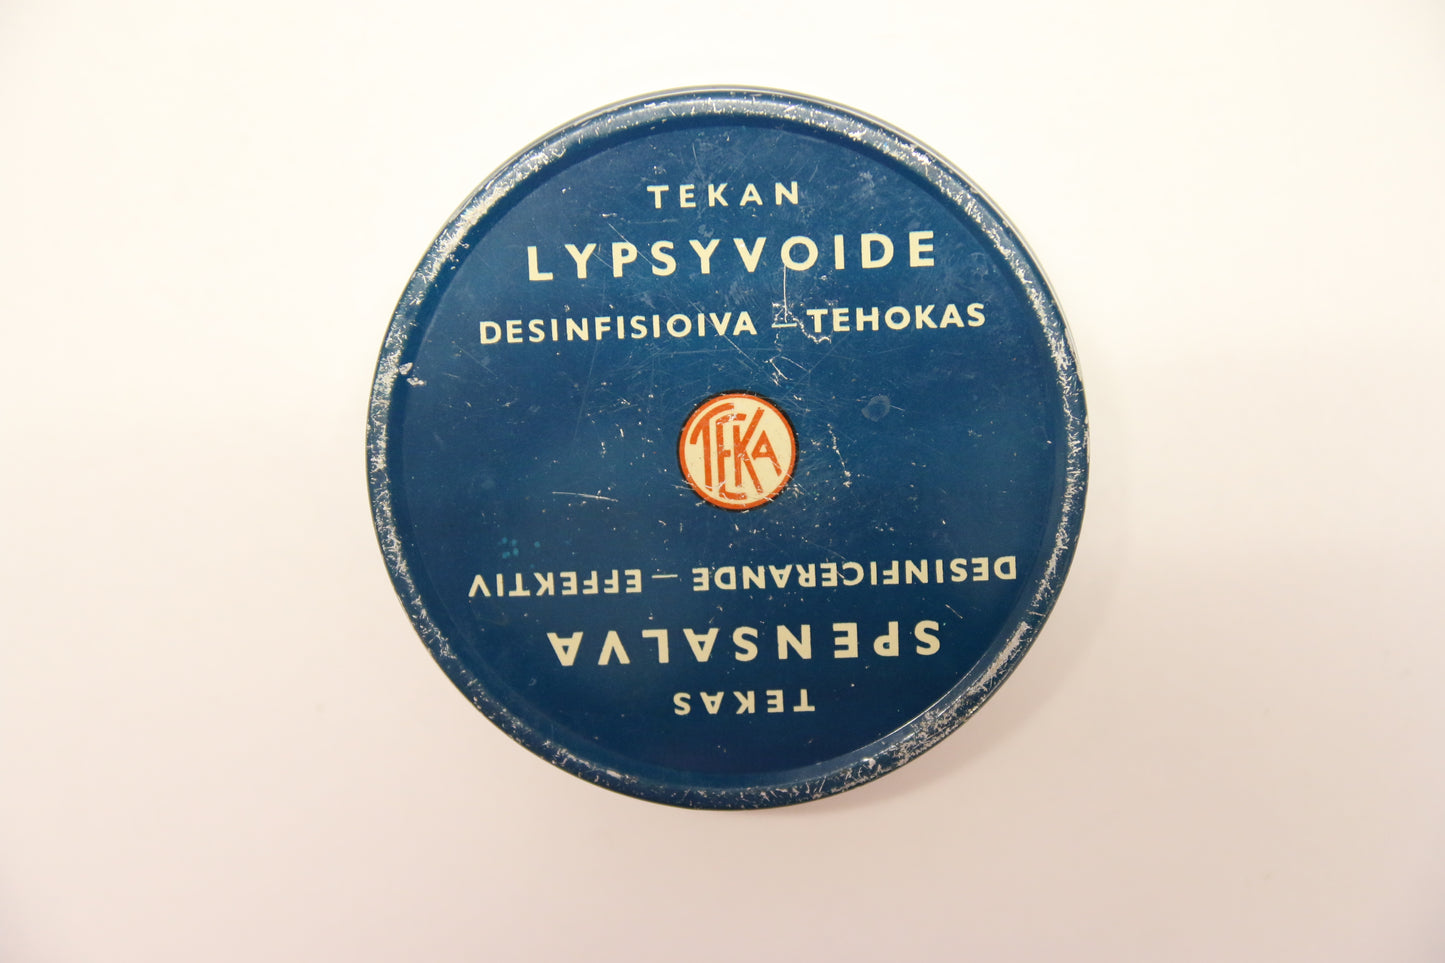 TEKAN
LYPSYVOIDE
DESINFISIOIVA — TEHOKAS
TEKA
TEKAS
SPENSALVA
DESINFICERANDE — EFFEKTIV